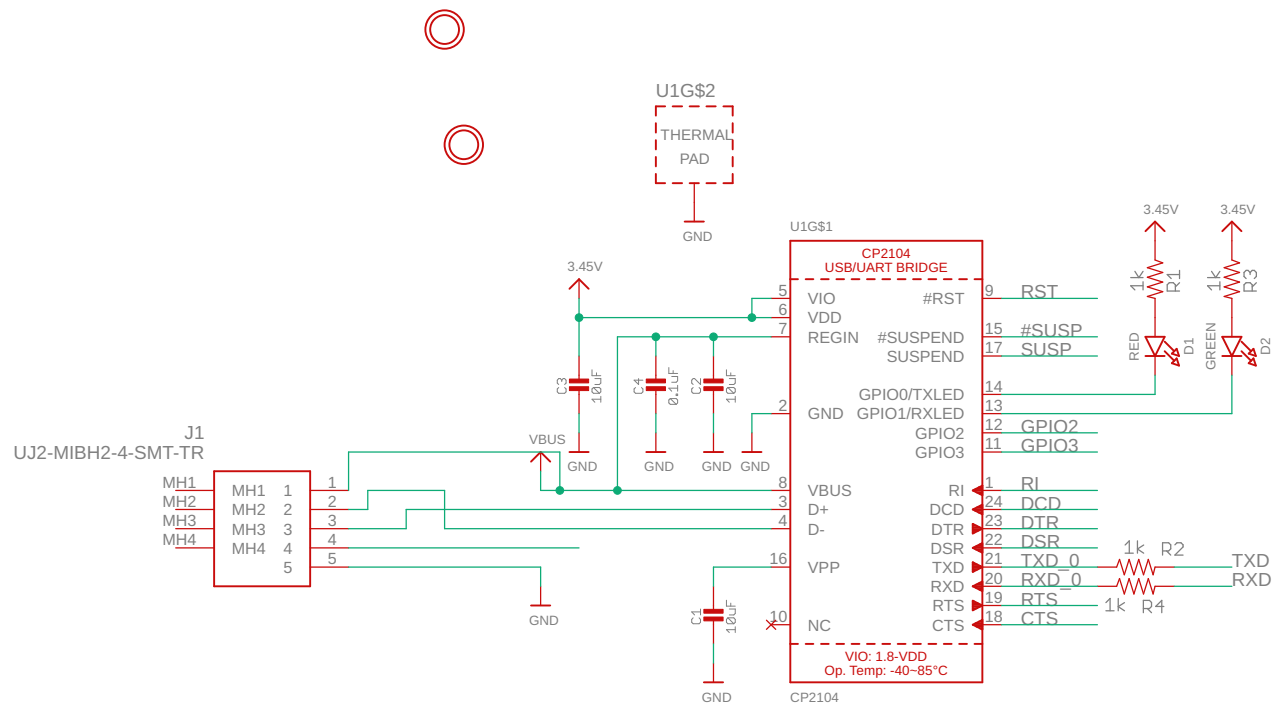 U1G$2
THERMAL
PAD
GND
U1G$1
CP2104
USB/UART BRIDGE
3.45V
5 VIO
6 VDD
7 REGIN
2 GND
8 VBUS
3 D+
4 D-
16 VPP
10 NC
#RST 9 RST
#SUSPEND 15 #SUSP
SUSPEND 17 SUSP
GPIO0/TXLED 14
GPIO1/RXLED 13
GPIO2 12 GPIO2
GPIO3 11 GPIO3
RI 1 RI
DCD 24 DCD
DTR 23 DTR
DSR 22 DSR
TXD 21 TXD_0
RXD 20 RXD_0
RTS 19 RTS
CTS 18 CTS
VIO: 1.8-VDD
Op. Temp: -40~85°C
CP2104
3.45V
1k R1
RED D1
3.45V
1k R3
GREEN D2
1k R2 TXD
1k R4 RXD
C3 10uF
C4 0.1uF
C2 10uF
GND
GND
GND
GND
VBUS
J1
UJ2-MIBH2-4-SMT-TR
MH1 MH1 1 1
MH2 MH2 2 2
MH3 MH3 3 3
MH4 MH4 4 4
5 5
GND
C1 10uF
GND